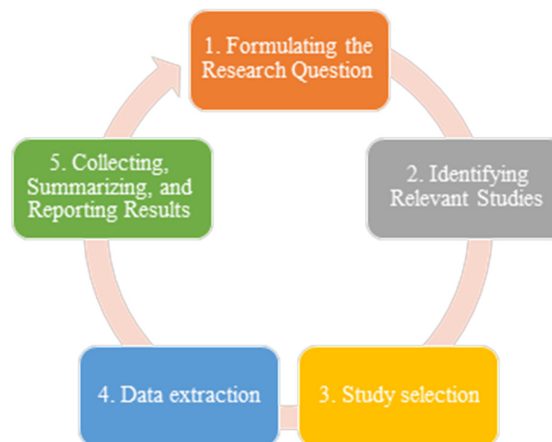 1. Formulating the
Research Question
2. Identifying
Relevant Studies
3. Study selection
4. Data extraction
5. Collecting,
Summarizing, and
Reporting Results